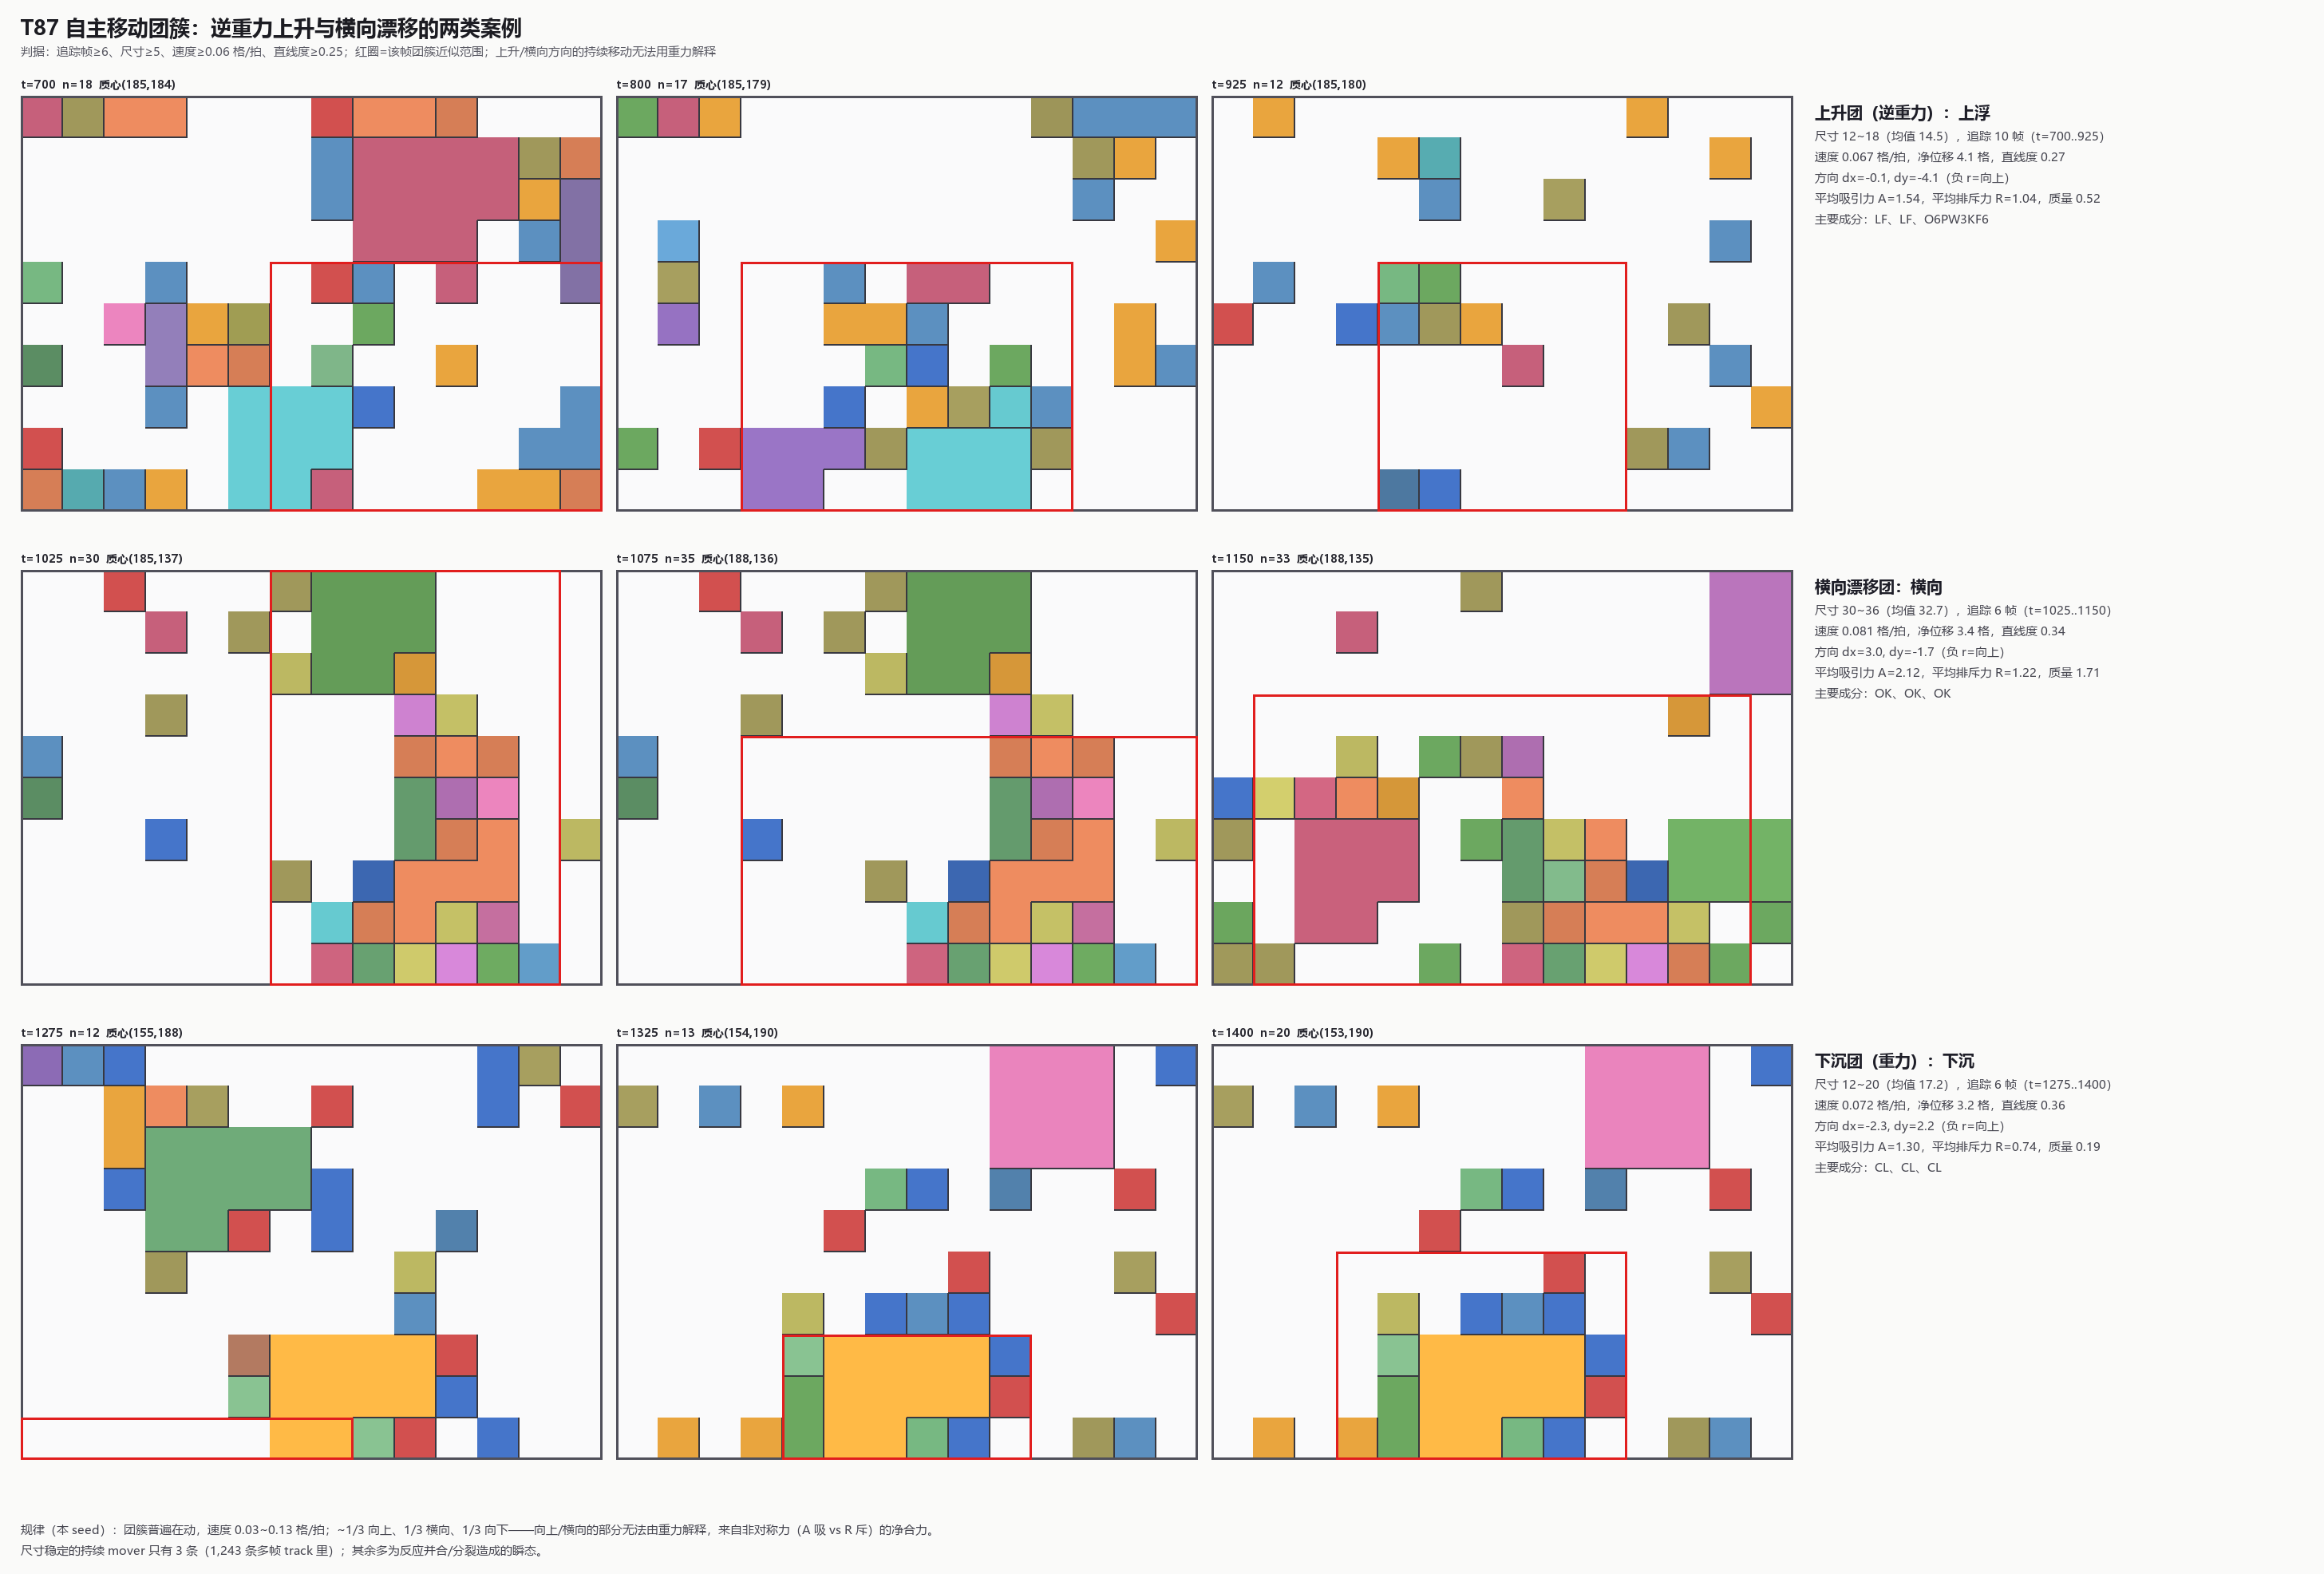 T87 自主移动团簇：逆重力上升与横向漂移的两类案例
判据：追踪帧≥6、尺寸≥5、速度≥0.06 格/拍、直线度≥0.25；红圈=该帧团簇近似范围；上升/横向方向的持续移动无法用重力解释
t=700 n=18 质心(185,184)
t=800 n=17 质心(185,179)
t=925 n=12 质心(185,180)
上升团（逆重力）：上浮
尺寸 12~18（均值 14.5），追踪 10 帧（t=700..925）
速度 0.067 格/拍，净位移 4.1 格，直线度 0.27
方向 dx=-0.1, dy=-4.1（负 r=向上）
平均吸引力 A=1.54，平均排斥力 R=1.04，质量 0.52
主要成分：LF、LF、O6PW3KF6
t=1025 n=30 质心(185,137)
t=1075 n=35 质心(188,136)
t=1150 n=33 质心(188,135)
横向漂移团：横向
尺寸 30~36（均值 32.7），追踪 6 帧（t=1025..1150）
速度 0.081 格/拍，净位移 3.4 格，直线度 0.34
方向 dx=3.0, dy=-1.7（负 r=向上）
平均吸引力 A=2.12，平均排斥力 R=1.22，质量 1.71
主要成分：OK、OK、OK
t=1275 n=12 质心(155,188)
t=1325 n=13 质心(154,190)
t=1400 n=20 质心(153,190)
下沉团（重力）：下沉
尺寸 12~20（均值 17.2），追踪 6 帧（t=1275..1400）
速度 0.072 格/拍，净位移 3.2 格，直线度 0.36
方向 dx=-2.3, dy=2.2（负 r=向上）
平均吸引力 A=1.30，平均排斥力 R=0.74，质量 0.19
主要成分：CL、CL、CL
规律（本 seed）：团簇普遍在动，速度 0.03~0.13 格/拍；~1/3 向上、1/3 横向、1/3 向下——向上/横向的部分无法由重力解释，来自非对称力（A 吸 vs R 斥）的净合力。
尺寸稳定的持续 mover 只有 3 条（1,243 条多帧 track 里）；其余多为反应并合/分裂造成的瞬态。